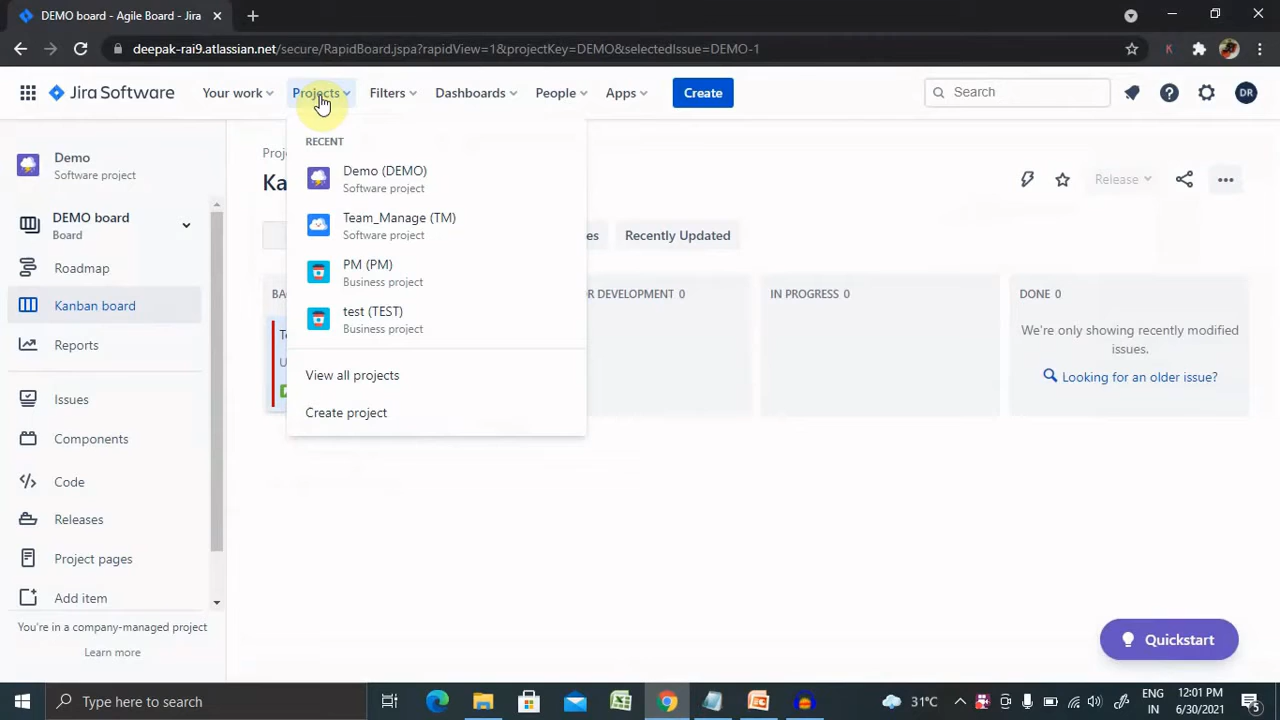 DEMO board - Agile Board - Jira
deepak-rai9.atlassian.net/secure/RapidBoard.jspa?rapidView=1&projectKey=DEMO&selectedIssue=DEMO-1
Jira Software
Your work
Projects
Filters
Dashboards
People
Apps
Create
Search
DR
Demo
Software project
DEMO board
Board
Roadmap
Kanban board
Reports
Issues
Components
Code
Releases
Project pages
Add item
You're in a company-managed project
Learn more
RECENT
Demo (DEMO)
Software project
Team_Manage (TM)
Software project
PM (PM)
Business project
test (TEST)
Business project
View all projects
Create project
Proj
Ka
Release
es
Recently Updated
BA
R DEVELOPMENT 0
IN PROGRESS 0
DONE 0
We're only showing recently modified
issues.
Looking for an older issue?
Quickstart
Type here to search
31°C
ENG
IN
12:01 PM
6/30/2021
5